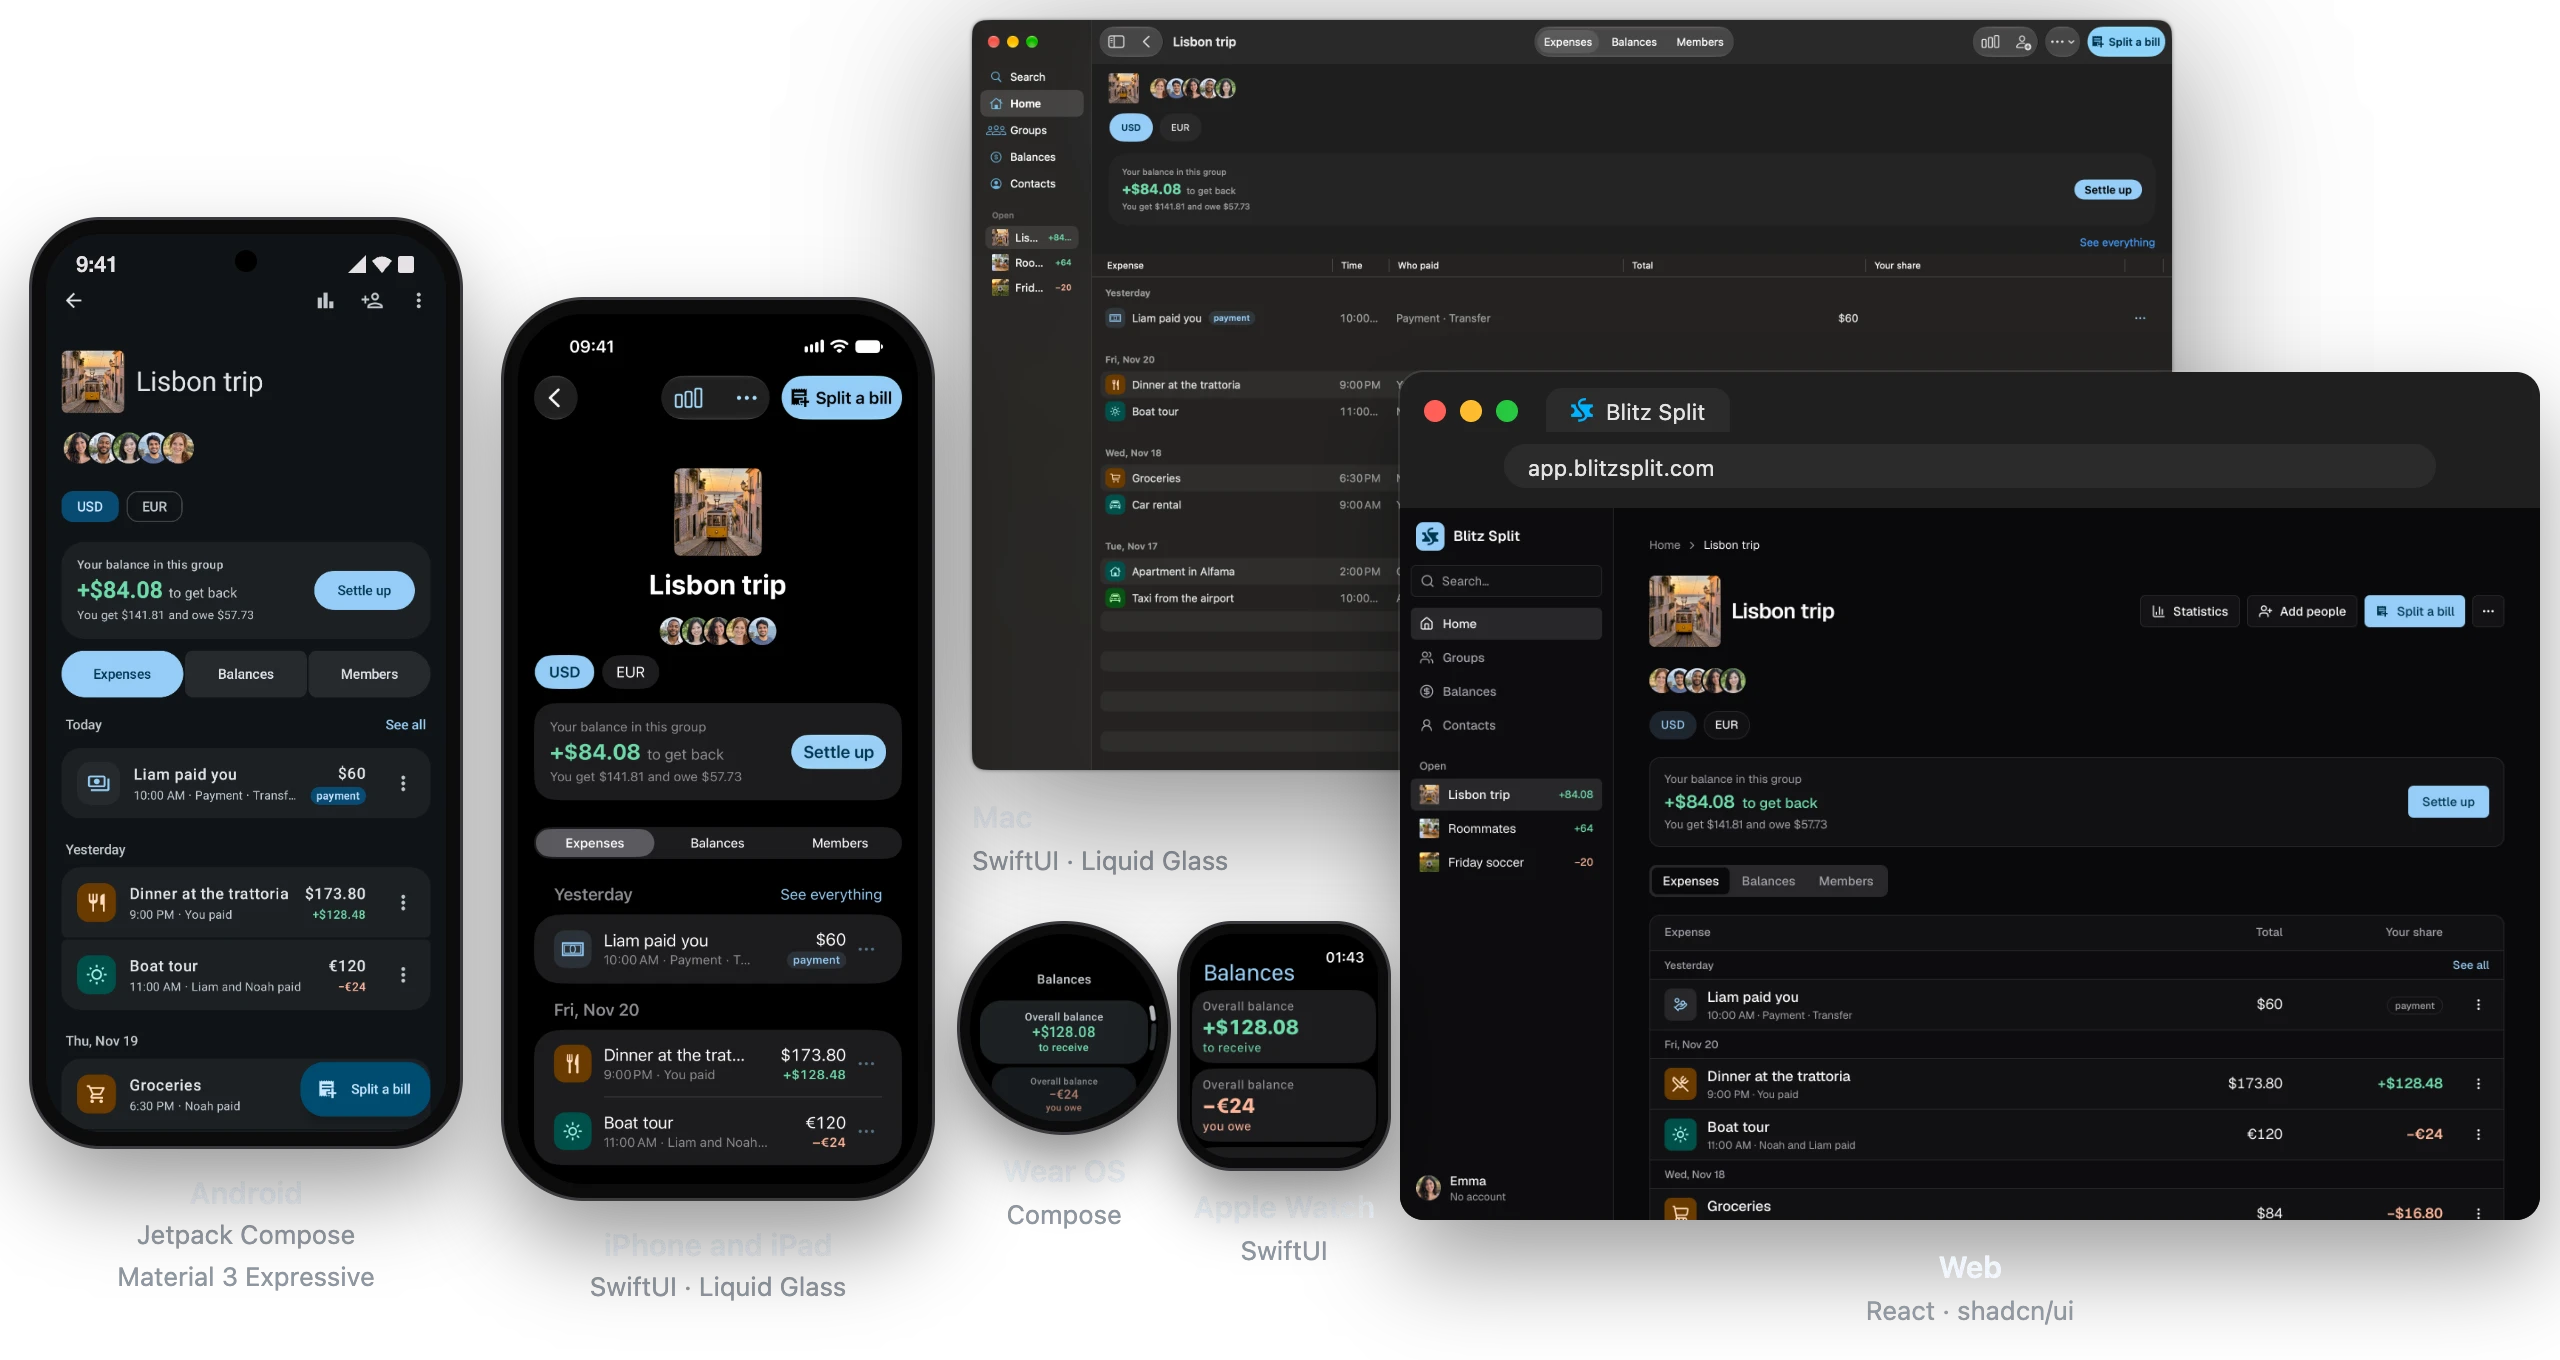 9:41
Lisbon trip
USD
EUR
Your balance in this group
+$84.08 to get back
You get $141.81 and owe $57.73
Settle up
Expenses
Balances
Members
Today
See all
Liam paid you
$60
10:00 AM · Payment · Transf...
payment
Yesterday
Dinner at the trattoria
$173.80
9:00 PM · You paid
+$128.48
Boat tour
€120
11:00 AM · Liam and Noah paid
−€24
Thu, Nov 19
Groceries
6:30 PM · Noah paid
Split a bill
Android
Jetpack Compose
Material 3 Expressive
09:41
Split a bill
Lisbon trip
USD
EUR
Your balance in this group
+$84.08 to get back
You get $141.81 and owe $57.73
Settle up
Expenses
Balances
Members
Yesterday
See everything
Liam paid you
$60
10:00 AM · Payment · T...
payment
Fri, Nov 20
Dinner at the trat...
$173.80
9:00 PM · You paid
+$128.48
Boat tour
€120
11:00 AM · Liam and Noah...
−€24
iPhone and iPad
SwiftUI · Liquid Glass
Lisbon trip
Expenses
Balances
Members
Split a bill
Search
Home
Groups
Balances
Contacts
Open
Lis... +84...
Roo... +64
Frid... −20
USD
EUR
Your balance in this group
+$84.08 to get back
You get $141.81 and owe $57.73
Settle up
See everything
Expense
Time
Who paid
Total
Your share
Yesterday
Liam paid you payment 10:00... Payment · Transfer $60
Fri, Nov 20
Dinner at the trattoria 9:00 PM
Boat tour 11:00...
Wed, Nov 18
Groceries 6:30 PM
Car rental 9:00 AM
Tue, Nov 17
Apartment in Alfama 2:00 PM
Taxi from the airport 10:00...
Mac
SwiftUI · Liquid Glass
Balances
Overall balance
+$128.08
to receive
Overall balance
−€24
you owe
Wear OS
Compose
01:43
Balances
Overall balance
+$128.08
to receive
Overall balance
−€24
you owe
Apple Watch
SwiftUI
Blitz Split
app.blitzsplit.com
Blitz Split
Search...
Home
Groups
Balances
Contacts
Open
Lisbon trip +84.08
Roommates +64
Friday soccer −20
Emma
No account
Home > Lisbon trip
Lisbon trip
Statistics
Add people
Split a bill
USD
EUR
Your balance in this group
+$84.08 to get back
You get $141.81 and owe $57.73
Settle up
Expenses
Balances
Members
Expense
Total
Your share
Yesterday
See all
Liam paid you
10:00 AM · Payment · Transfer
$60
payment
Fri, Nov 20
Dinner at the trattoria
9:00 PM · You paid
$173.80
+$128.48
Boat tour
11:00 AM · Noah and Liam paid
€120
−€24
Wed, Nov 18
Groceries
$84
−$16.80
Web
React · shadcn/ui